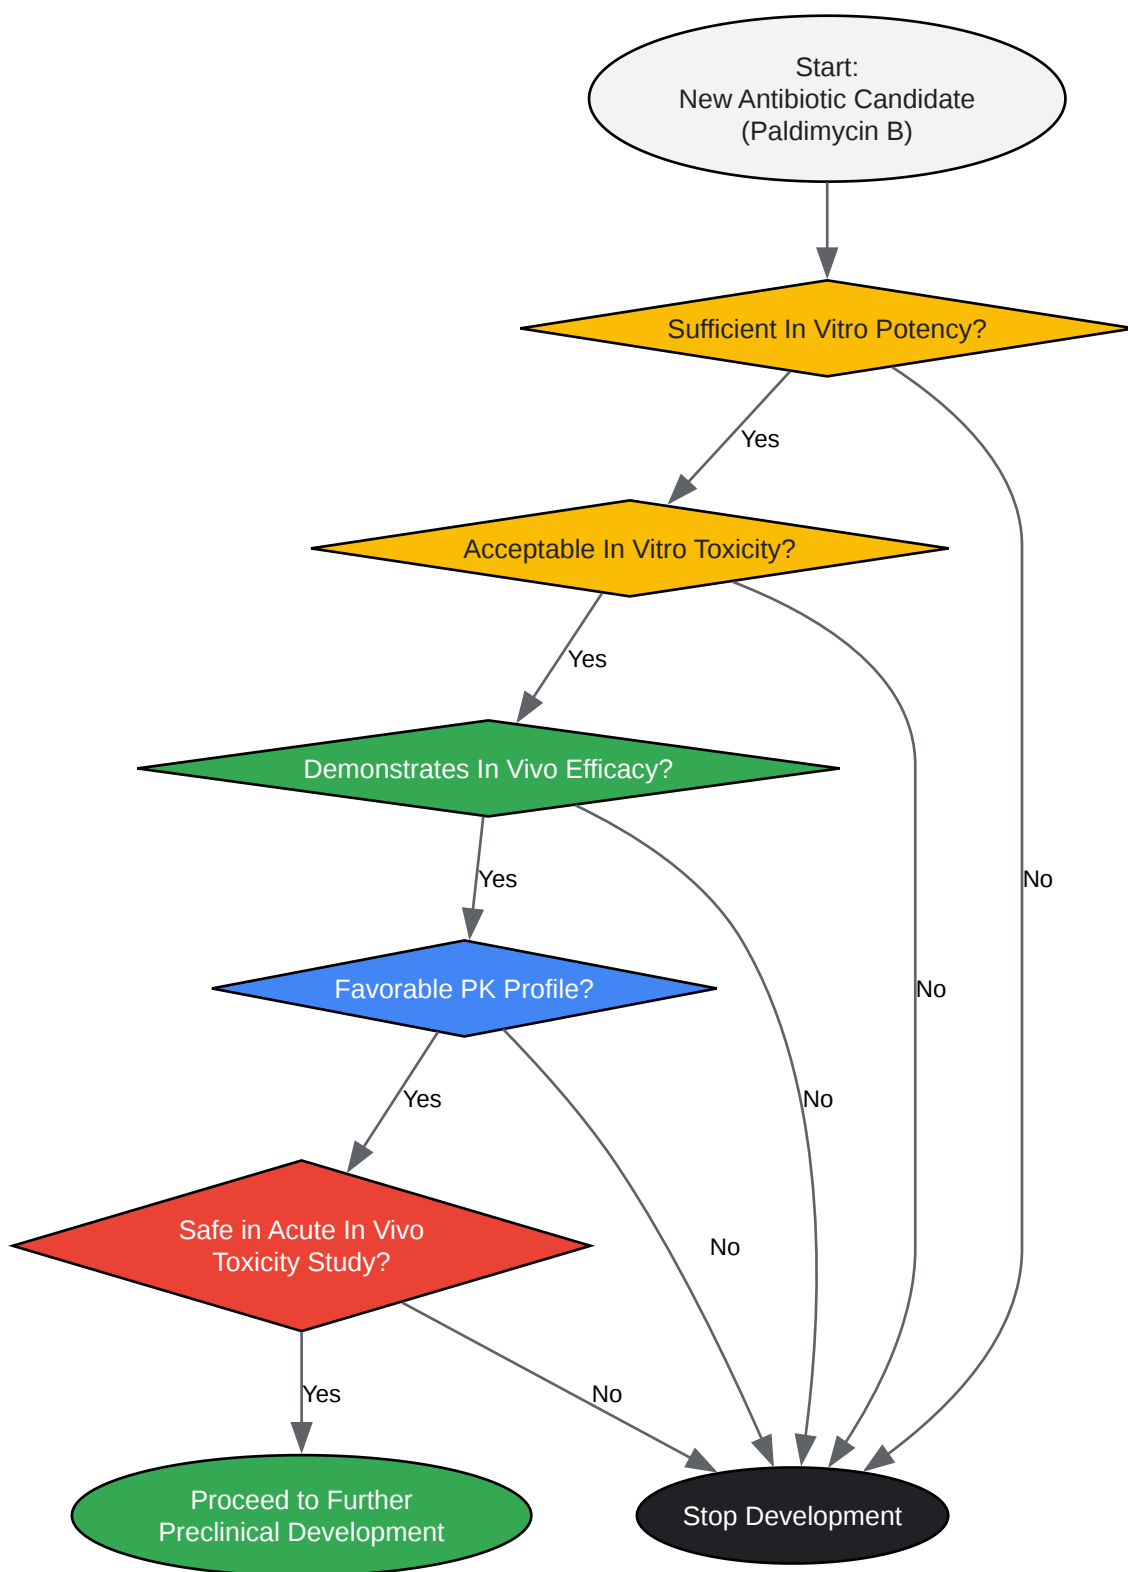 Start:
New Antibiotic Candidate
(Paldimycin B)
Sufficient In Vitro Potency?
Yes
Acceptable In Vitro Toxicity?
Yes
Demonstrates In Vivo Efficacy?
Yes
No
Favorable PK Profile?
No
Yes
No
Safe in Acute In Vivo
Toxicity Study?
No
Yes
No
Proceed to Further
Preclinical Development
Stop Development